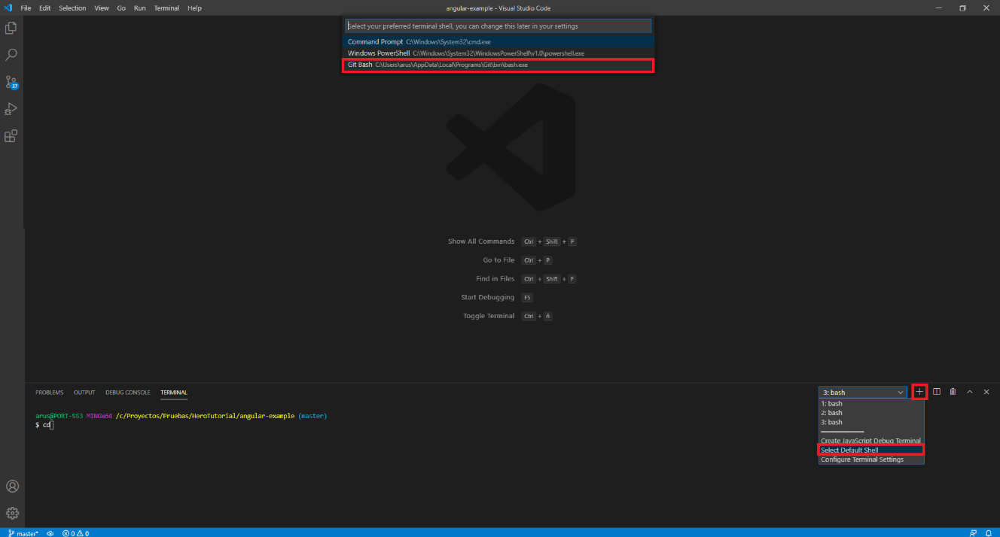 File Edit Selection View Go Run Terminal Help
angular-example - Visual Studio Code
Select your preferred terminal shell, you can change this later in your settings
Command Prompt C:\Windows\System32\cmd.exe
Windows PowerShell C:\Windows\System32\WindowsPowerShell\v1.0\powershell.exe
Git Bash C:\Users\arus\AppData\Local\Programs\Git\bin\bash.exe
37
Show All Commands Ctrl + Shift + P
Go to File Ctrl + P
Find in Files Ctrl + Shift + F
Start Debugging F5
Toggle Terminal Ctrl + ñ
PROBLEMS OUTPUT DEBUG CONSOLE TERMINAL
3: bash
1: bash
2: bash
3: bash
Create JavaScript Debug Terminal
Select Default Shell
Configure Terminal Settings
arus@PORT-553 MINGW64 /c/Proyectos/Pruebas/HeroTutorial/angular-example (master)
$ cd
master* 0 0